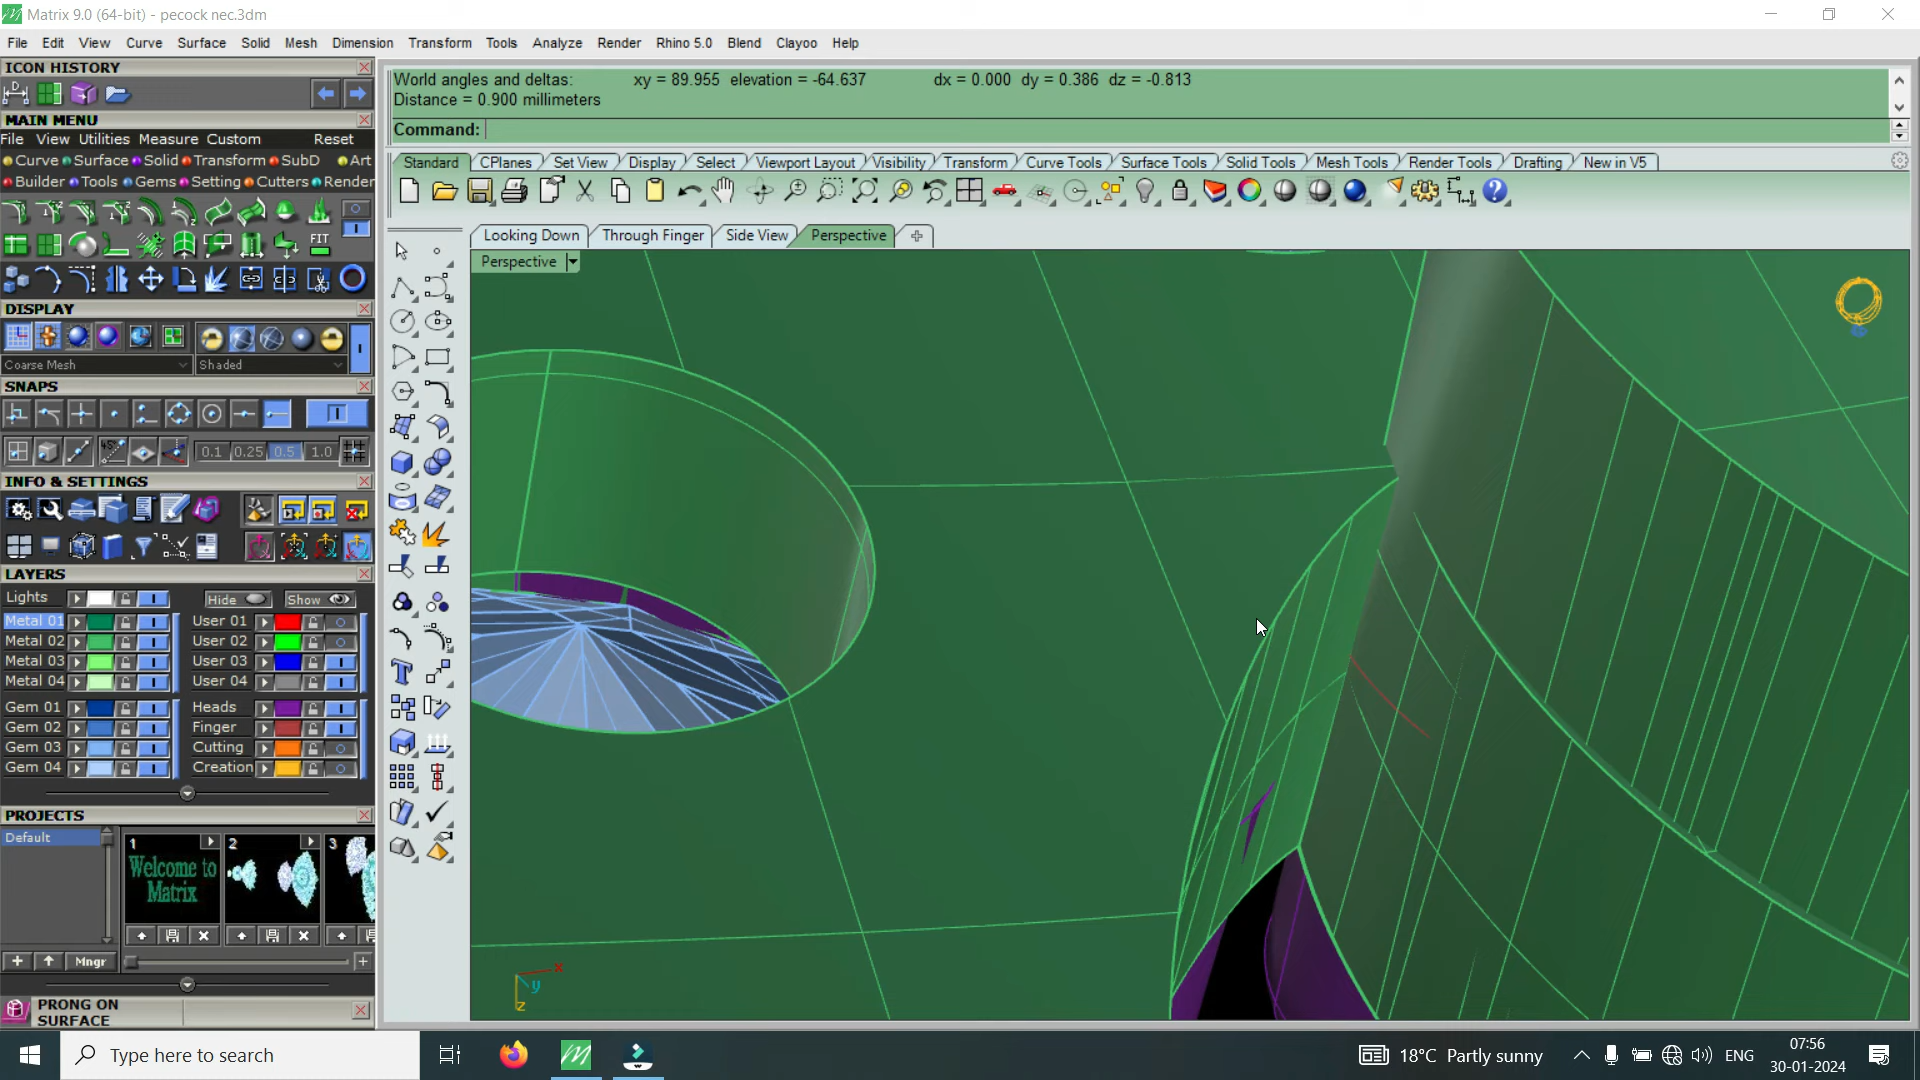 Matrix 9.0 (64-bit) - pecock nec.3dm
File Edit View Curve Surface Solid Mesh Dimension Transform Tools Analyze Render Rhino 5.0 Blend Clayoo Help
ICON HISTORY
World angles and deltas: xy = 89.955 elevation = -64.637 dx = 0.000 dy = 0.386 dz = -0.813
Distance = 0.900 millimeters
Command:
MAIN MENU
File View Utilities Measure Custom Reset
Curve Surface Solid Transform SubD Art
Builder Tools Gems Setting Cutters Render
Standard CPlanes Set View Display Select Viewport Layout Visibility Transform Curve Tools Surface Tools Solid Tools Mesh Tools Render Tools Drafting New in V5
Looking Down Through Finger Side View Perspective
Perspective
FIT
DISPLAY
Coarse Mesh Shaded
SNAPS
45°
0.1 0.25 0.5 1.0
INFO & SETTINGS
LAYERS
Lights Hide Show
Metal 01 User 01
Metal 02 User 02
Metal 03 User 03
Metal 04 User 04
Gem 01 Heads
Gem 02 Finger
Gem 03 Cutting
Gem 04 Creation
PROJECTS
Default
1 2 3
Welcome to
Matrix
Mngr
PRONG ON
SURFACE
x
y
z
Type here to search
18°C Partly sunny
ENG
07:56
30-01-2024